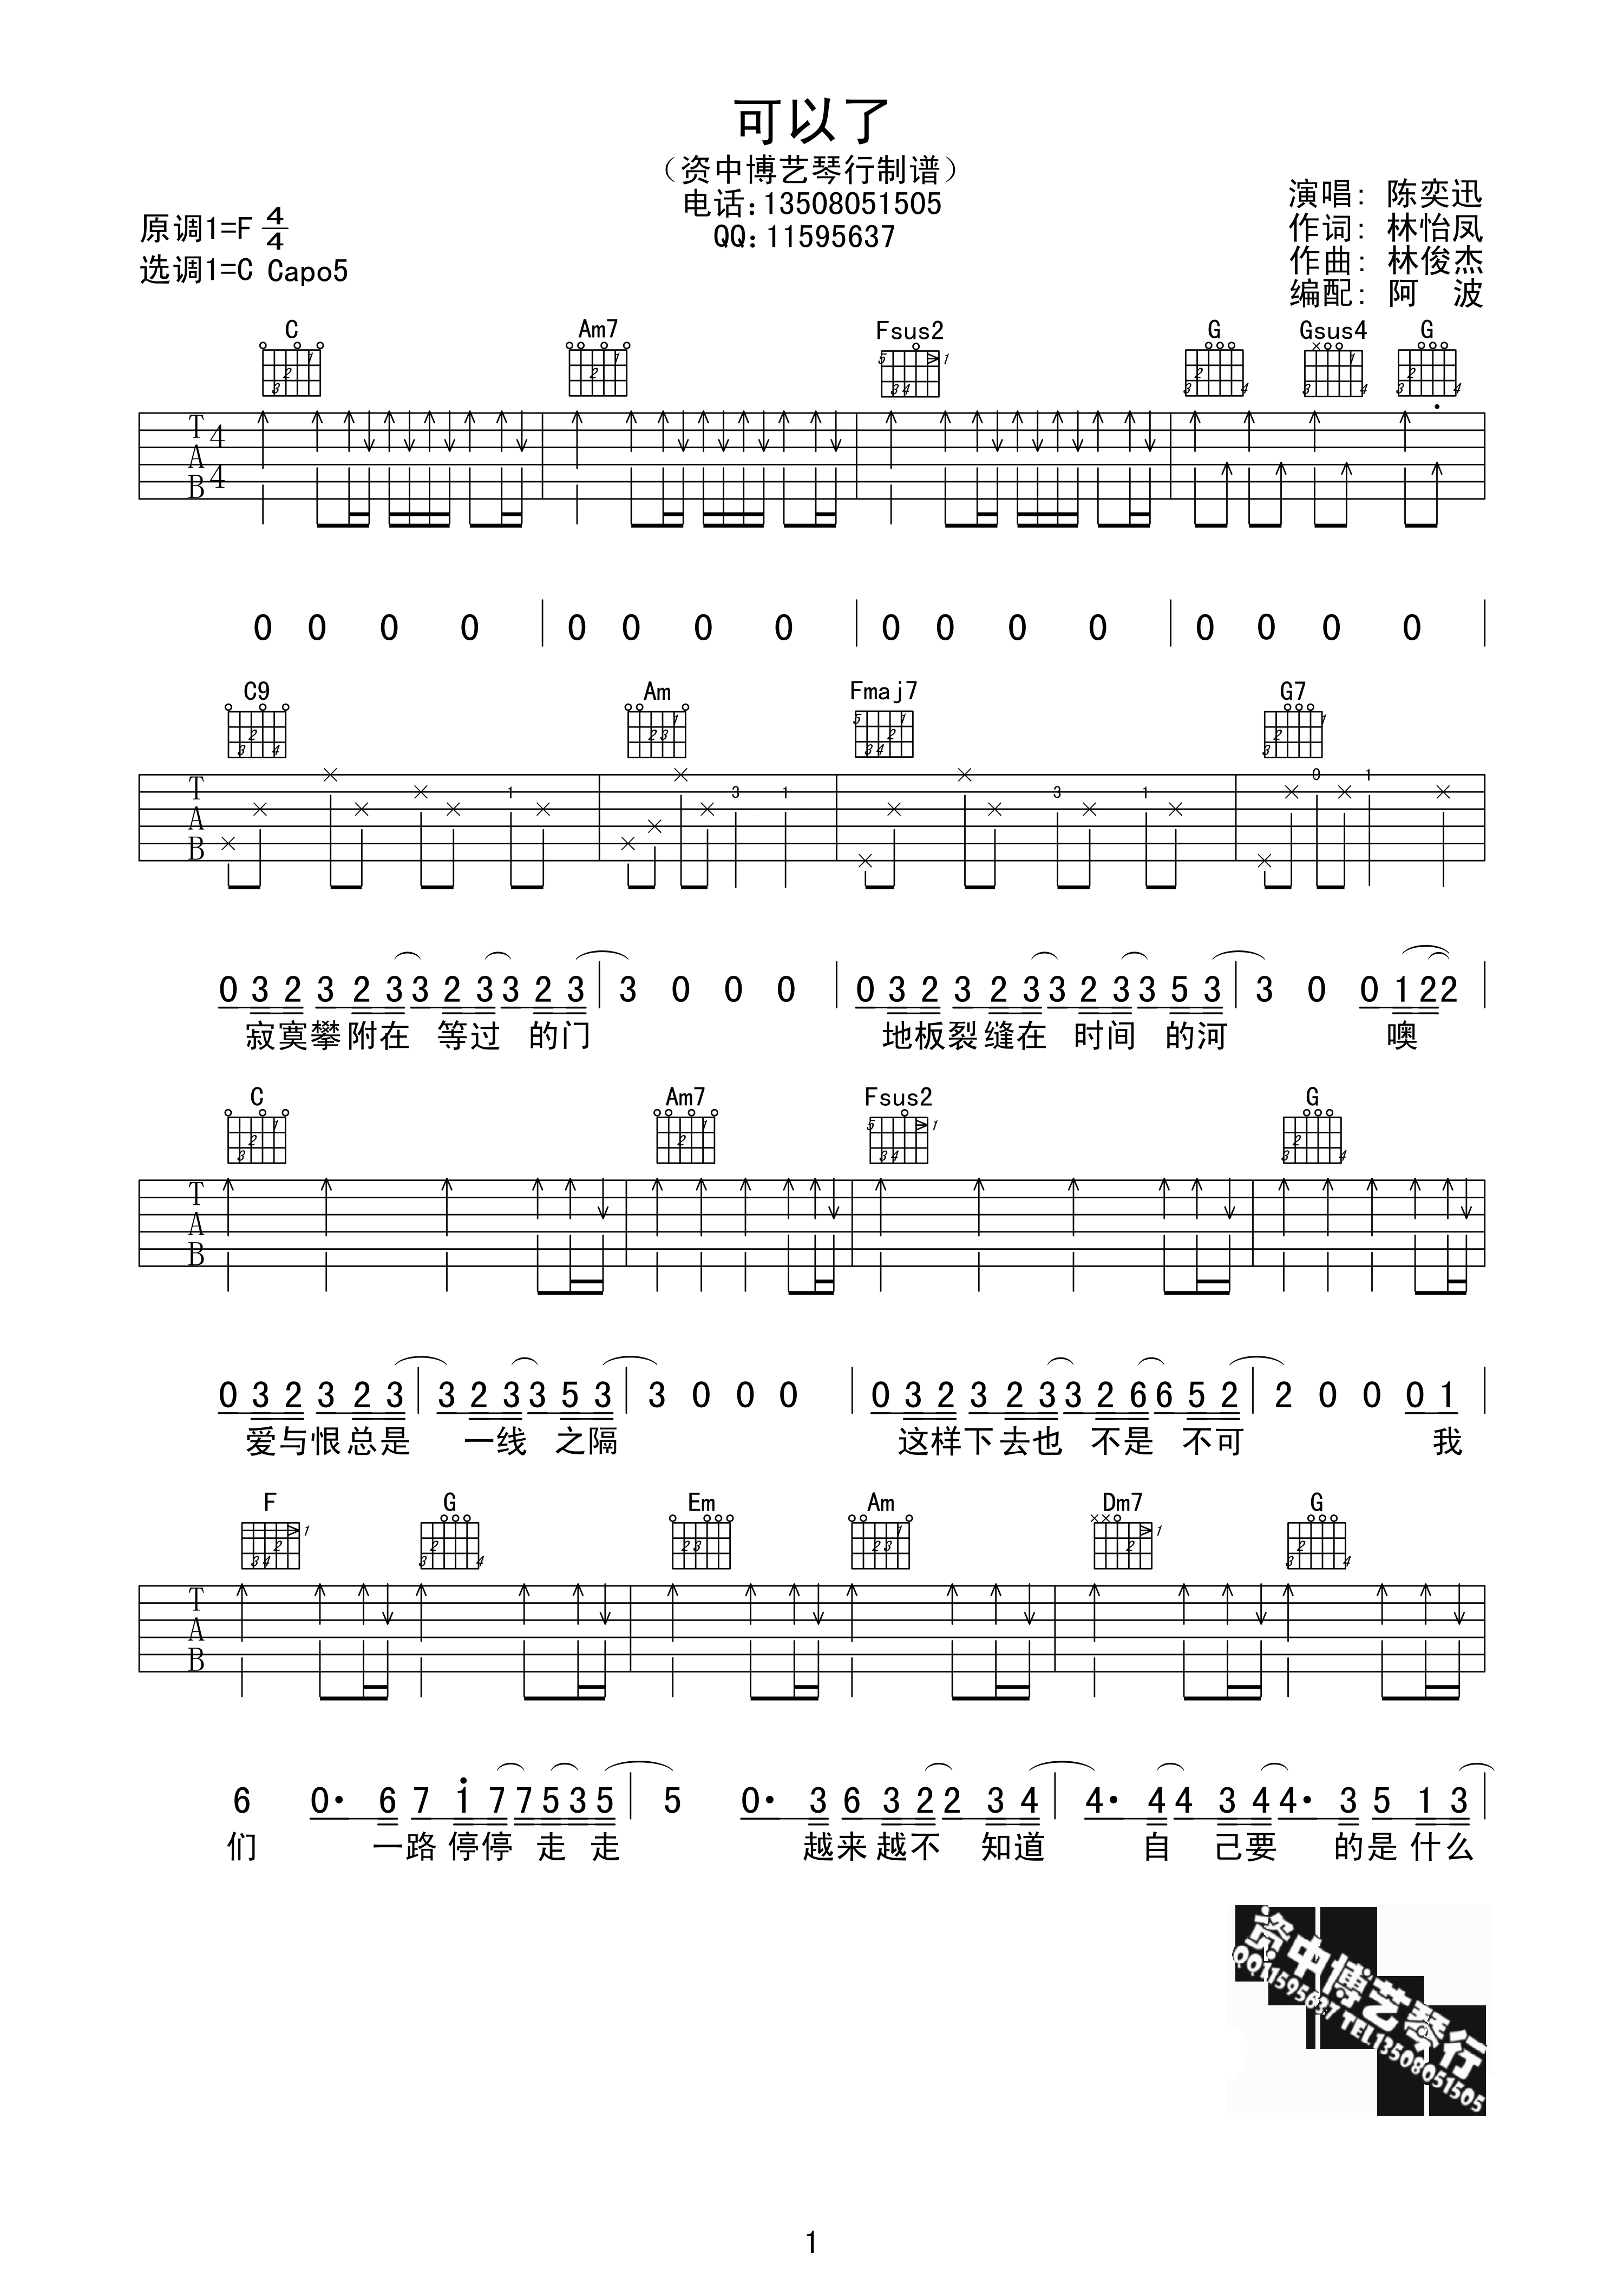 可以了
（资中博艺琴行制谱）
电话:13508051505
QQ:11595637
原调1=F 4/4
选调1=C Capo5
演唱: 陈奕迅
作词: 林怡凤
作曲: 林俊杰
编配: 阿 波
C Am7 Fsus2 G Gsus4 G
T A B 4 4
0 0 0 0 | 0 0 0 0 | 0 0 0 0 | 0 0 0 0 |
C9 Am Fmaj7 G7
T A B 1 3 1 3 1 0 1
0 3 2 3 2 3 3 2 3 3 2 3 | 3 0 0 0 | 0 3 2 3 2 3 3 2 3 3 5 3 | 3 0 0 1 2 2 |
寂寞攀附在 等过 的门 地板裂缝在 时间 的河 噢
C Am7 Fsus2 G
T A B
0 3 2 3 2 3 | 3 2 3 3 5 3 | 3 0 0 0 | 0 3 2 3 2 3 3 2 6 6 5 2 | 2 0 0 0 1 |
爱与恨总是 一线 之隔 这样下去也 不是 不可 我
F G Em Am Dm7 G
T A B
6 0· 6 7 1̇ 7 7 5 3 5 | 5 0· 3 6 3 2 2 3 4 | 4· 4 4 3 4 4· 3 5 1 3 |
们 一路 停停 走 走 越来越不 知道 自 己要 的是什么
资中博艺琴行
QQ11595637 TEL13508051505
1